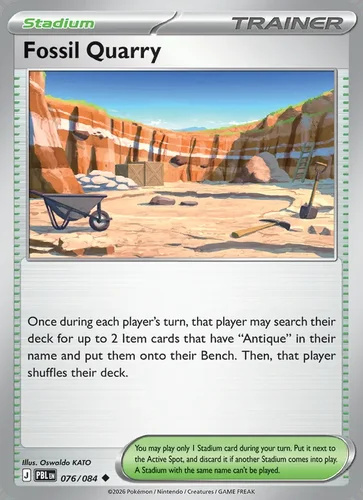 Stadium
TRAINER
Fossil Quarry
Once during each player's turn, that player may search their
deck for up to 2 Item cards that have “Antique” in their
name and put them onto their Bench. Then, that player
shuffles their deck.
Illus. Oswaldo KATO
J PBL EN 076/084
You may play only 1 Stadium card during your turn. Put it next to
the Active Spot, and discard it if another Stadium comes into play.
A Stadium with the same name can't be played.
©2026 Pokémon / Nintendo / Creatures / GAME FREAK